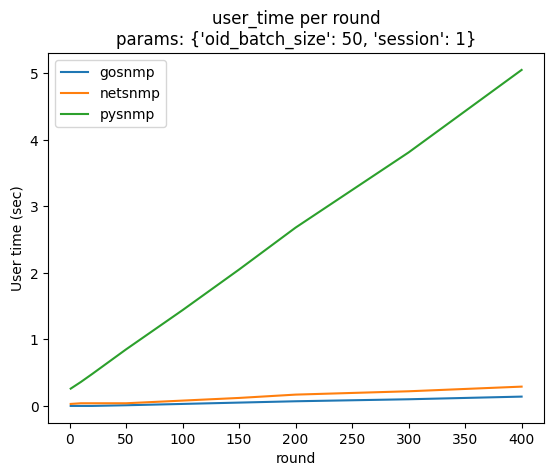 user_time per round
params: {'oid_batch_size': 50, 'session': 1}
gosnmp
netsnmp
pysnmp
User time (sec)
5
4
3
2
1
0
0 50 100 150 200 250 300 350 400
round